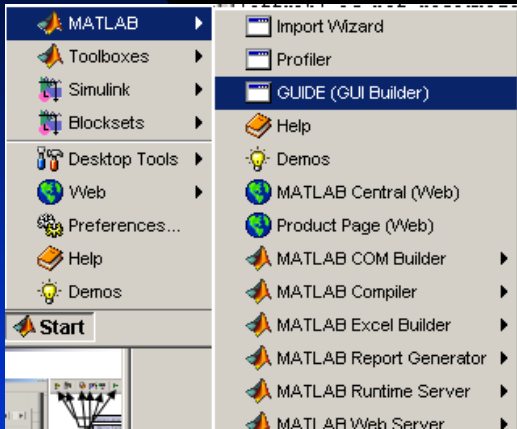 MATLAB
Toolboxes
Simulink
Blocksets
Desktop Tools
Web
Preferences...
Help
Demos
Start
Import Wizard
Profiler
GUIDE (GUI Builder)
Help
Demos
MATLAB Central (Web)
Product Page (Web)
MATLAB COM Builder
MATLAB Compiler
MATLAB Excel Builder
MATLAB Report Generator
MATLAB Runtime Server
MATLAB Web Server